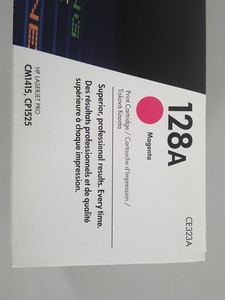 128A
CE323A
Magenta
Print Cartridge / Cartouche d'impression /
Tisková Kazeta
Superior, professional results. Every time.
Des résultats professionnels et de qualité
supérieure à chaque impression.
HP LASERJET PRO
CM1415, CP1525